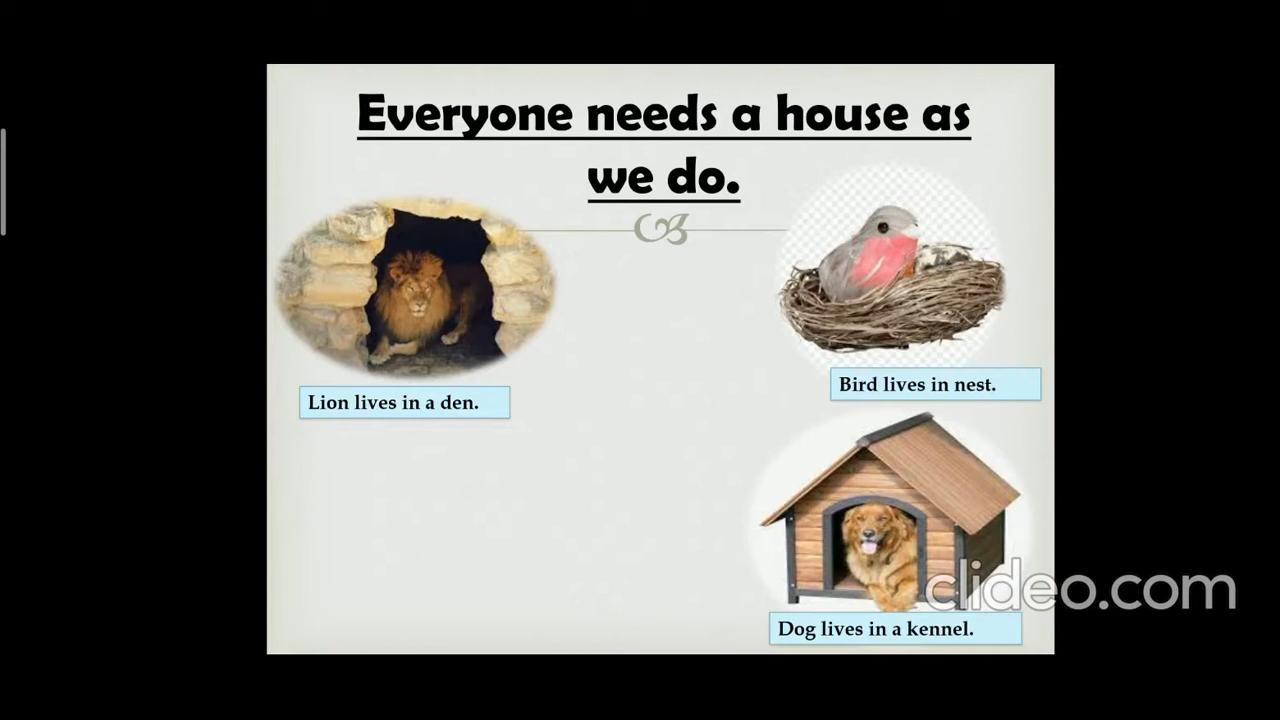 Everyone needs a house as
we do.
Lion lives in a den.
Bird lives in nest.
Dog lives in a kennel.
clideo.com